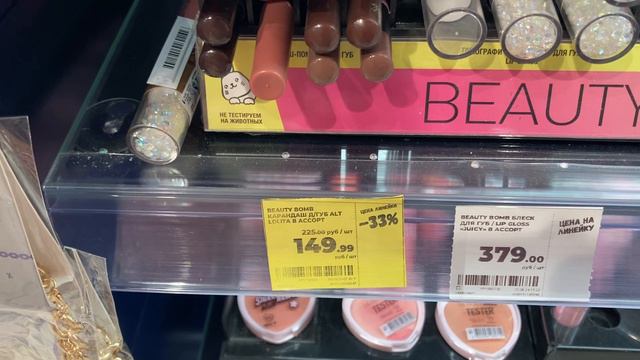 НЕ ТЕСТИРУЕМ
НА ЖИВОТНЫХ
BEAUTY
BEAUTY BOMB
КАРАНДАШ Д/ГУБ ALT
LOLITA В АССОРТ
225.00 руб / шт
149.99
руб / шт
ЦЕНА ЛИНЕЙКИ
–33%
BEAUTY BOMB БЛЕСК
ДЛЯ ГУБ / LIP GLOSS
«JUICY» В АССОРТ
379.00
руб / шт
ЦЕНА НА
ЛИНЕЙКУ
TESTER
TESTER